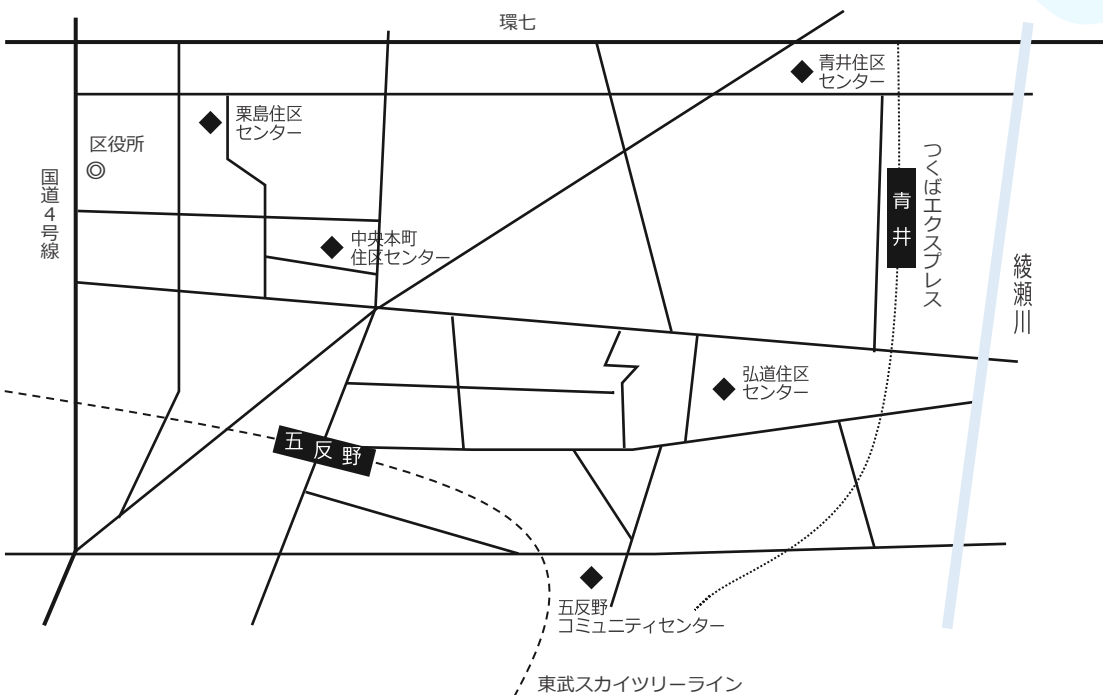 環七
青井住区
センター
栗島住区
センター
区役所
国道4号線
つくばエクスプレス
青井
中央本町
住区センター
綾瀬川
弘道住区
センター
五反野
五反野
コミュニティセンター
東武スカイツリーライン